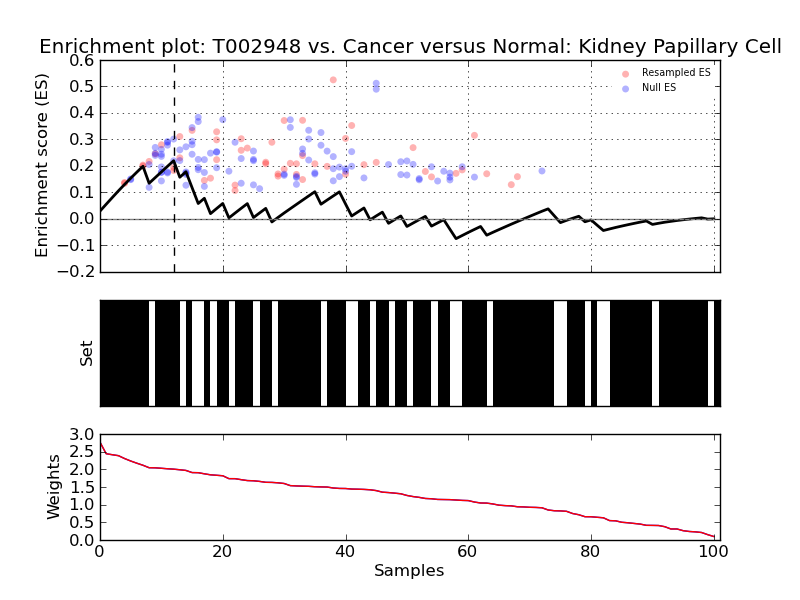 Enrichment plot: T002948 vs. Cancer versus Normal: Kidney Papillary Cell
0.6
0.5
0.4
0.3
0.2
0.1
0.0
−0.1
−0.2
Enrichment score (ES)
Resampled ES
Null ES
Set
3.0
2.5
2.0
1.5
1.0
0.5
0.0
Weights
0 20 40 60 80 100
Samples